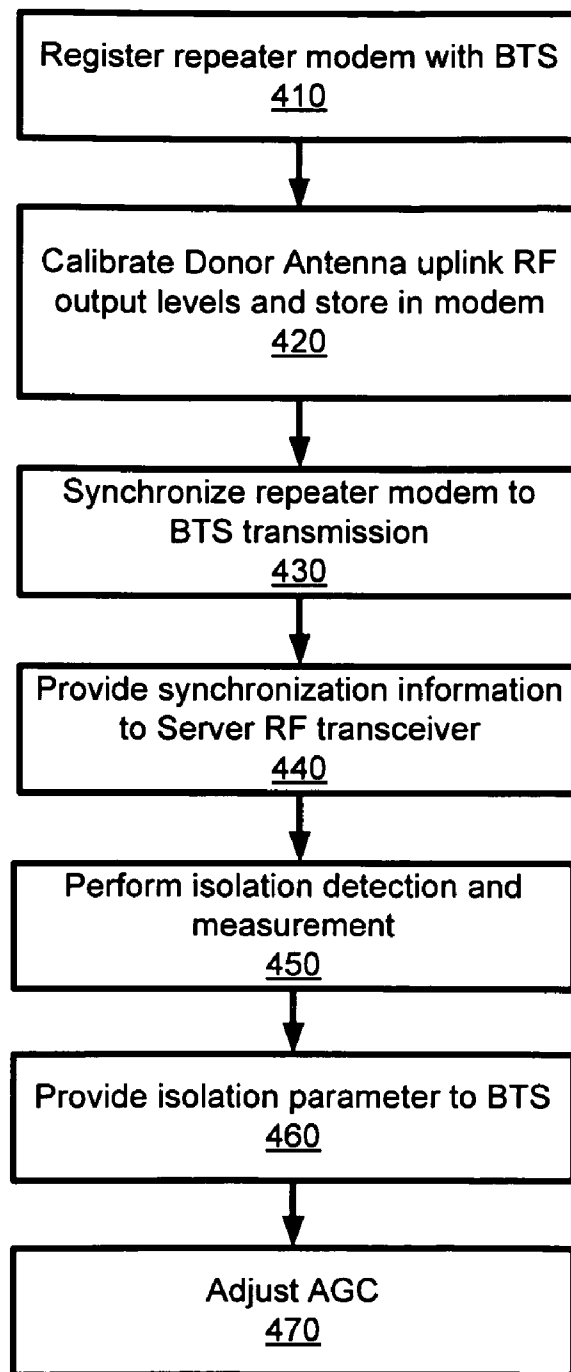 Register repeater modem with BTS
410
Calibrate Donor Antenna uplink RF
output levels and store in modem
420
Synchronize repeater modem to
BTS transmission
430
Provide synchronization information
to Server RF transceiver
440
Perform isolation detection and
measurement
450
Provide isolation parameter to BTS
460
Adjust AGC
470